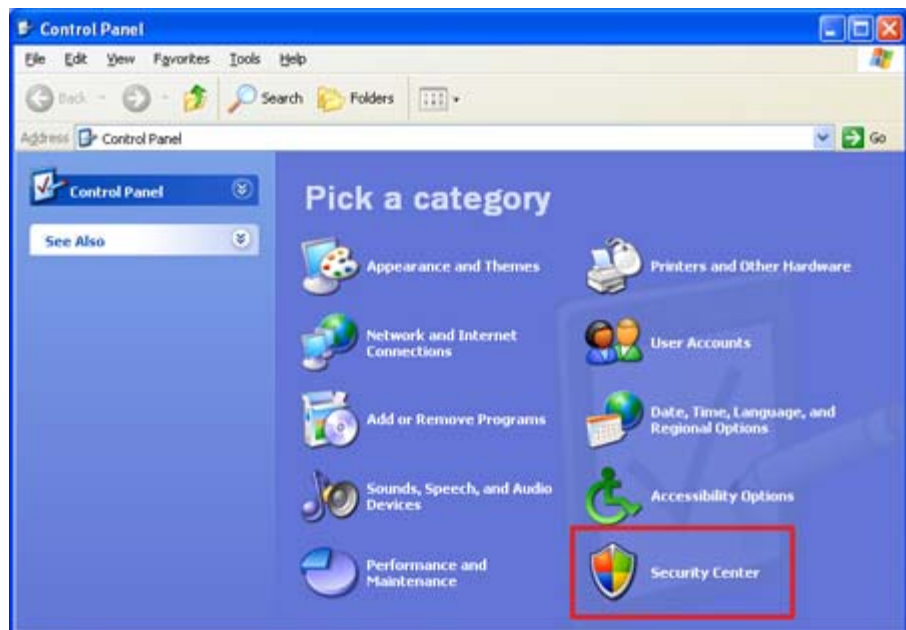 Control Panel
File Edit View Favorites Tools Help
Back Search Folders
Address Control Panel Go
Control Panel
See Also
Pick a category
Appearance and Themes
Printers and Other Hardware
Network and Internet
Connections
User Accounts
Add or Remove Programs
Date, Time, Language, and
Regional Options
Sounds, Speech, and Audio
Devices
Accessibility Options
Performance and
Maintenance
Security Center